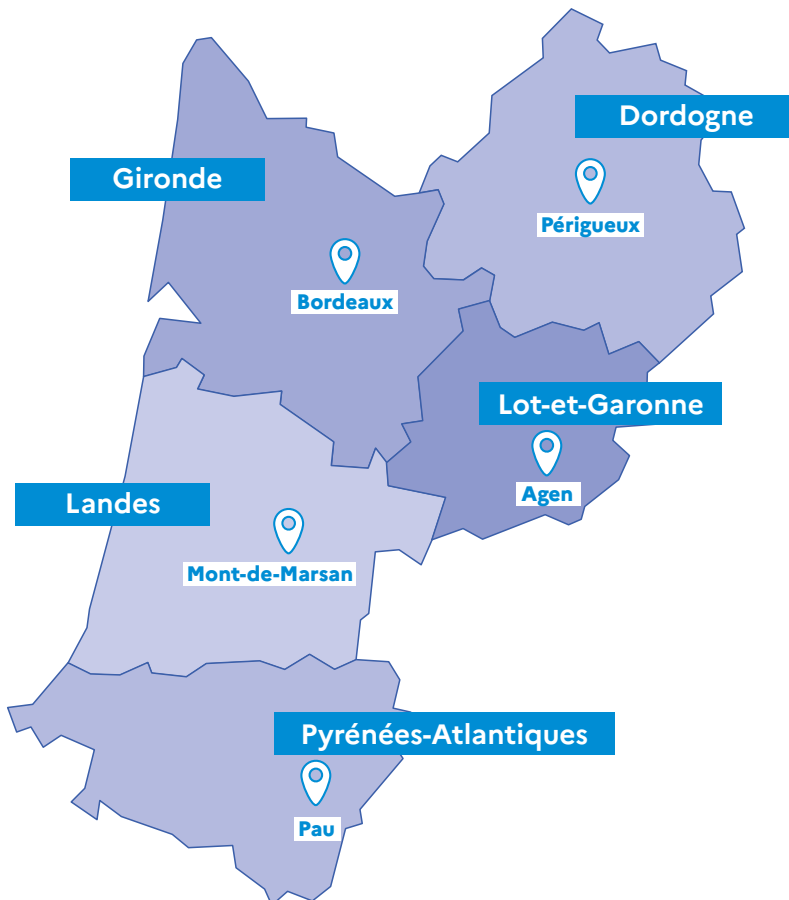 Dordogne
Gironde
Périgueux
Bordeaux
Lot-et-Garonne
Agen
Landes
Mont-de-Marsan
Pyrénées-Atlantiques
Pau